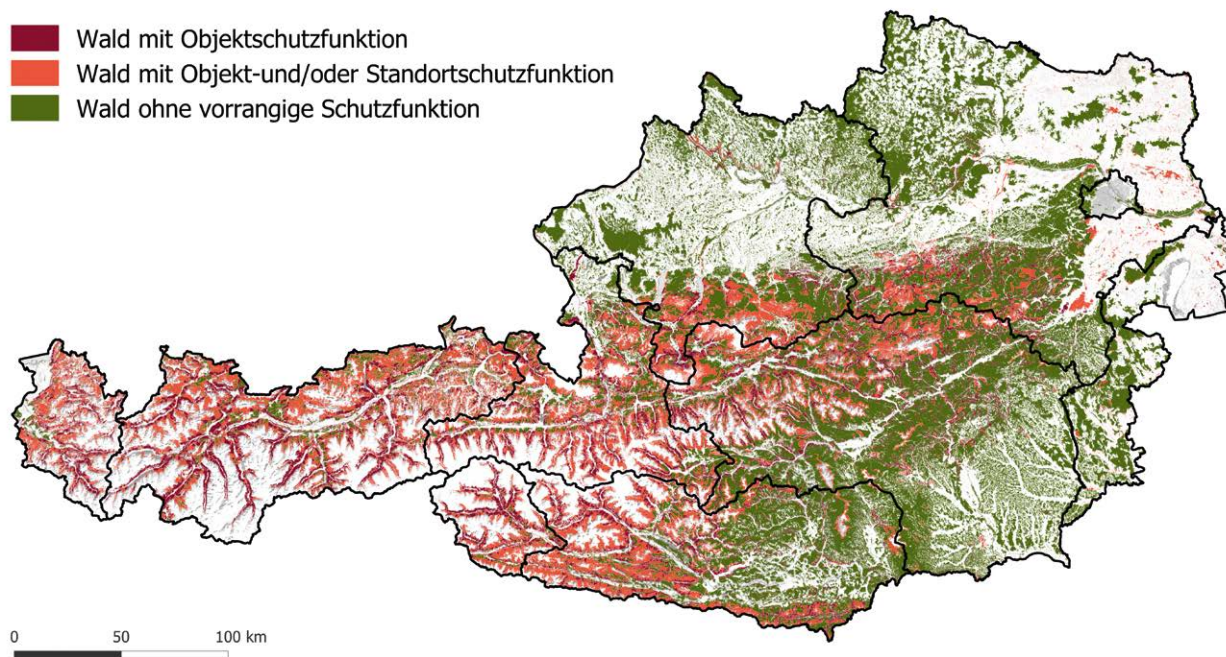 Wald mit Objektschutzfunktion
Wald mit Objekt-und/oder Standortschutzfunktion
Wald ohne vorrangige Schutzfunktion
0 50 100 km